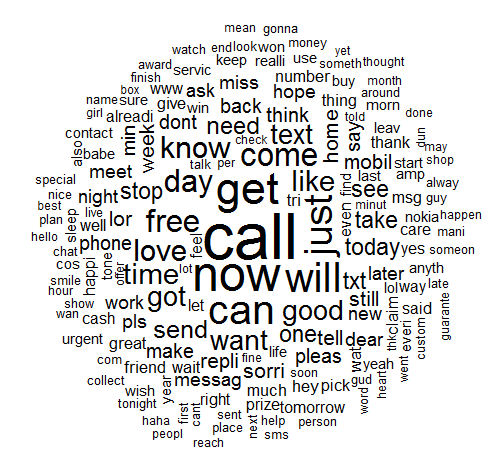 mean gonna
watch end look won money yet
award servic keep realli use someth thought
finish www ask miss number buy month
box name sure give win back hope thing around
girl alreadi dont need think text home say told morn done
contact min week know check come mobil leav thank dun may
also babe talk per like see start shop
special meet stop day get tri find last amp alway
nice night even msg guy
best live well lor free just take nokia happen
plan sleep phone love feel call minut care mani
hello today yes someon
chat happi tone offer time lot now will txt later anyth
cos
smile got let can still lol way late
hour work good new claim said
show cash pls send want one tell dear everi custom guarante
wan
urgent great make repli fine life pleas wat thk went
com friend wait sorri soon yeah
collect year messag much hey pick gud heart
wish right prize tomorrow word
tonight first cant sent next help person
haha place sms
peopl reach